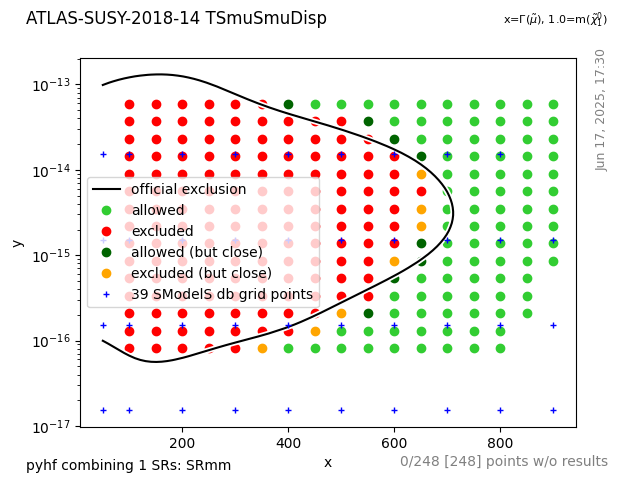 ATLAS-SUSY-2018-14 TSmuSmuDisp
x=Γ(μ̃), 1.0=m(χ̃₁⁰)
Jun 17, 2025, 17:30
10⁻¹³
10⁻¹⁴
10⁻¹⁵
10⁻¹⁶
10⁻¹⁷
y
official exclusion
allowed
excluded
allowed (but close)
excluded (but close)
39 SModelS db grid points
200 400 600 800
x
pyhf combining 1 SRs: SRmm
0/248 [248] points w/o results